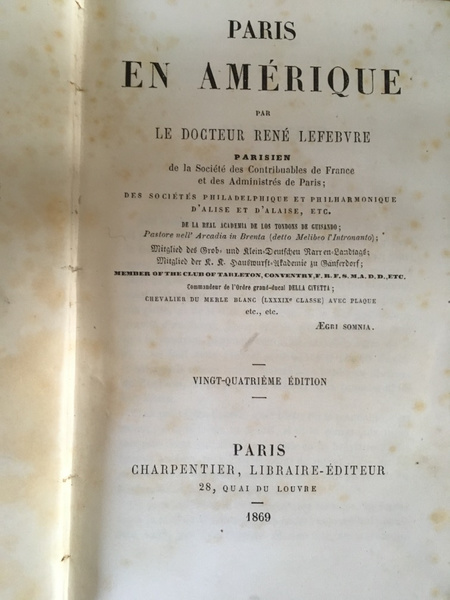 PARIS
EN AMÉRIQUE
PAR
LE DOCTEUR RENÉ LEFEBVRE
PARISIEN
de la Société des Contribuables de France
et des Administrés de Paris;
DES SOCIÉTÉS PHILADELPHIQUE ET PHILHARMONIQUE
D'ALISE ET D'ALAISE, ETC.
DE LA REAL ACADEMIA DE LOS TONDOS DE GUISANDO;
Pastore nell' Arcadia in Brenta (detto Melibeo l'Intronanto);
Mitglied des Groß- und Klein-Deutschen Narren-Landtags;
Mitglied der K. K. Hanswurst-Akademie zu Gänserdorf;
MEMBER OF THE CLUB OF TARLETON, CONVENTRY, F. R. F. S. M. A. D. D., ETC.
Commandeur de l'Ordre grand-ducal DELLA CIVETTA;
CHEVALIER DU MERLE BLANC (LXXXIXe CLASSE) AVEC PLAQUE
etc., etc.
ÆGRI SOMNIA.
VINGT-QUATRIÈME ÉDITION
PARIS
CHARPENTIER, LIBRAIRE-ÉDITEUR
28, QUAI DU LOUVRE
1869